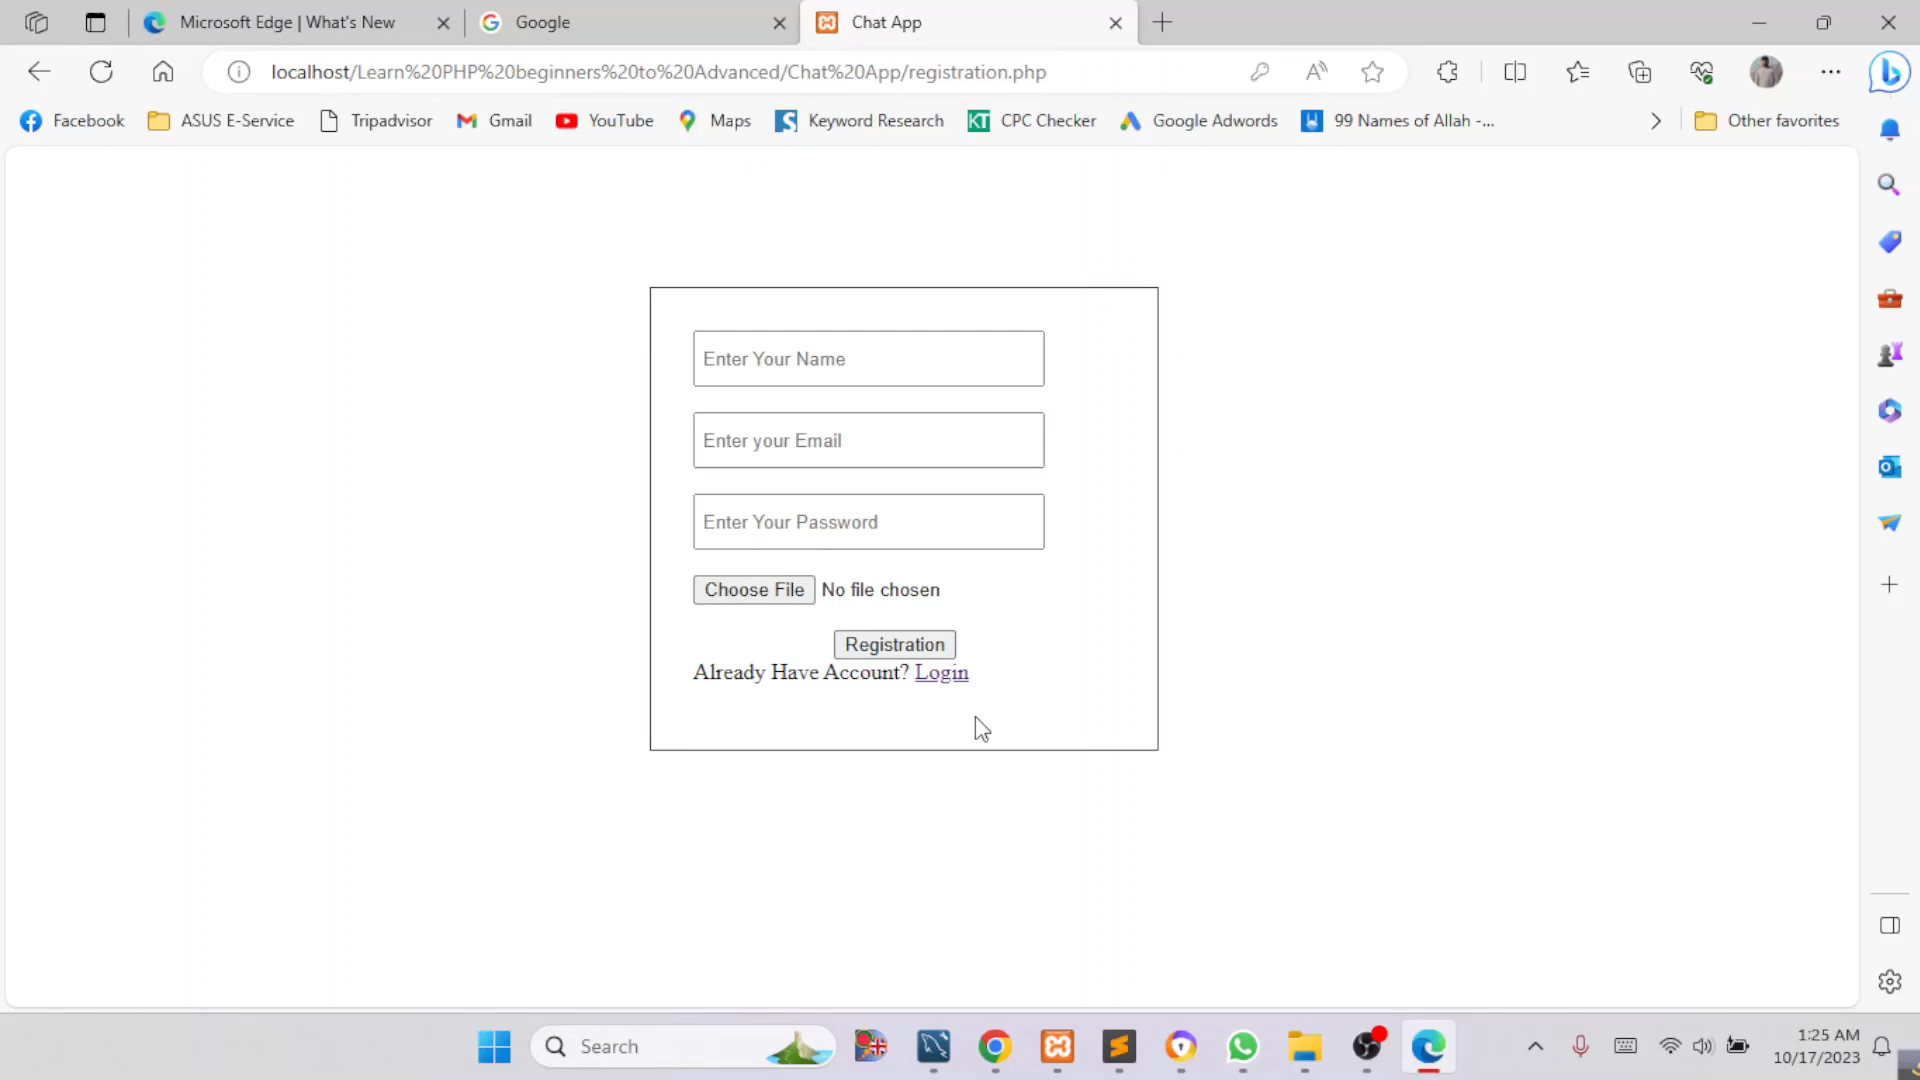 Microsoft Edge | What's New
Google
Chat App
localhost/Learn%20PHP%20beginners%20to%20Advanced/Chat%20App/registration.php
Facebook
ASUS E-Service
Tripadvisor
Gmail
YouTube
Maps
Keyword Research
CPC Checker
Google Adwords
99 Names of Allah -...
Other favorites
Enter Your Name
Enter your Email
Enter Your Password
Choose File No file chosen
Registration
Already Have Account? Login
Search
1:25 AM
10/17/2023